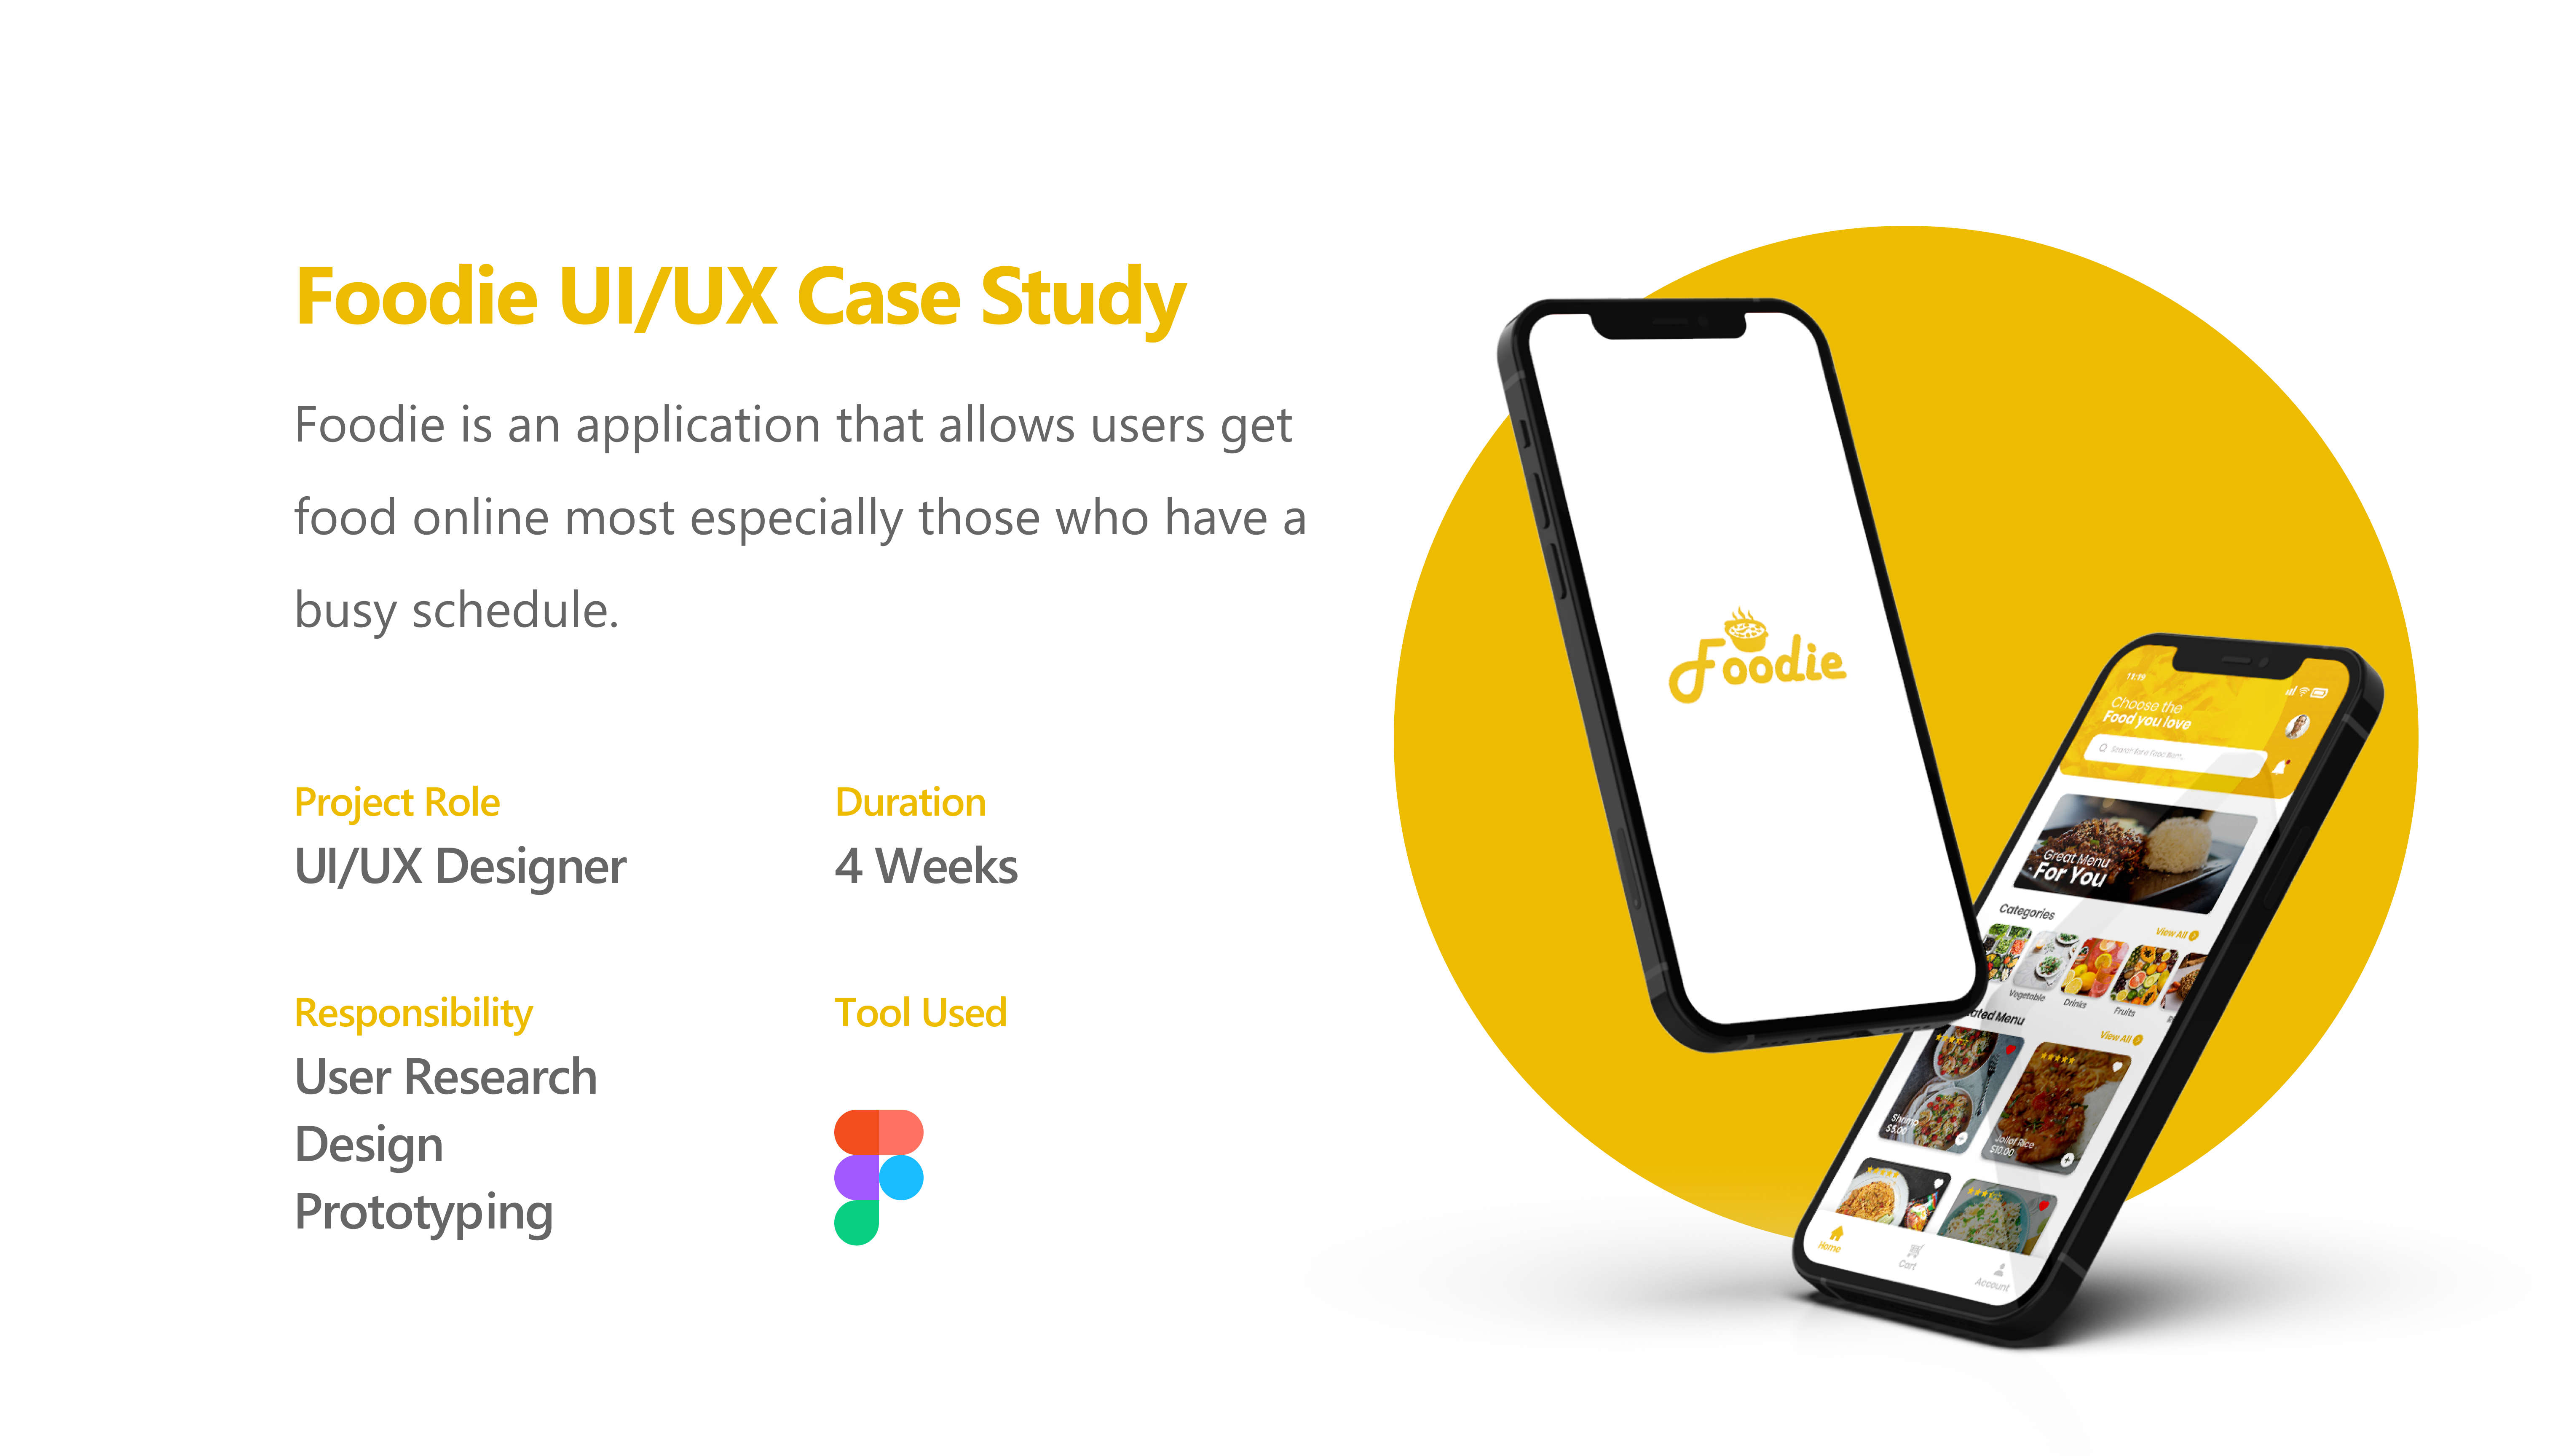 Foodie UI/UX Case Study
Foodie is an application that allows users get
food online most especially those who have a
busy schedule.
Project Role
UI/UX Designer
Duration
4 Weeks
Responsibility
User Research
Design
Prototyping
Tool Used
Foodie
11:19
Choose the
Food you love
Search for a Food Item...
Great Menu
For You
Categories
View All
Vegetable
Drinks
Fruits
Menu
View All
Shrimp
$5.00
Jollof Rice
$10.00
Home
Cart
Account